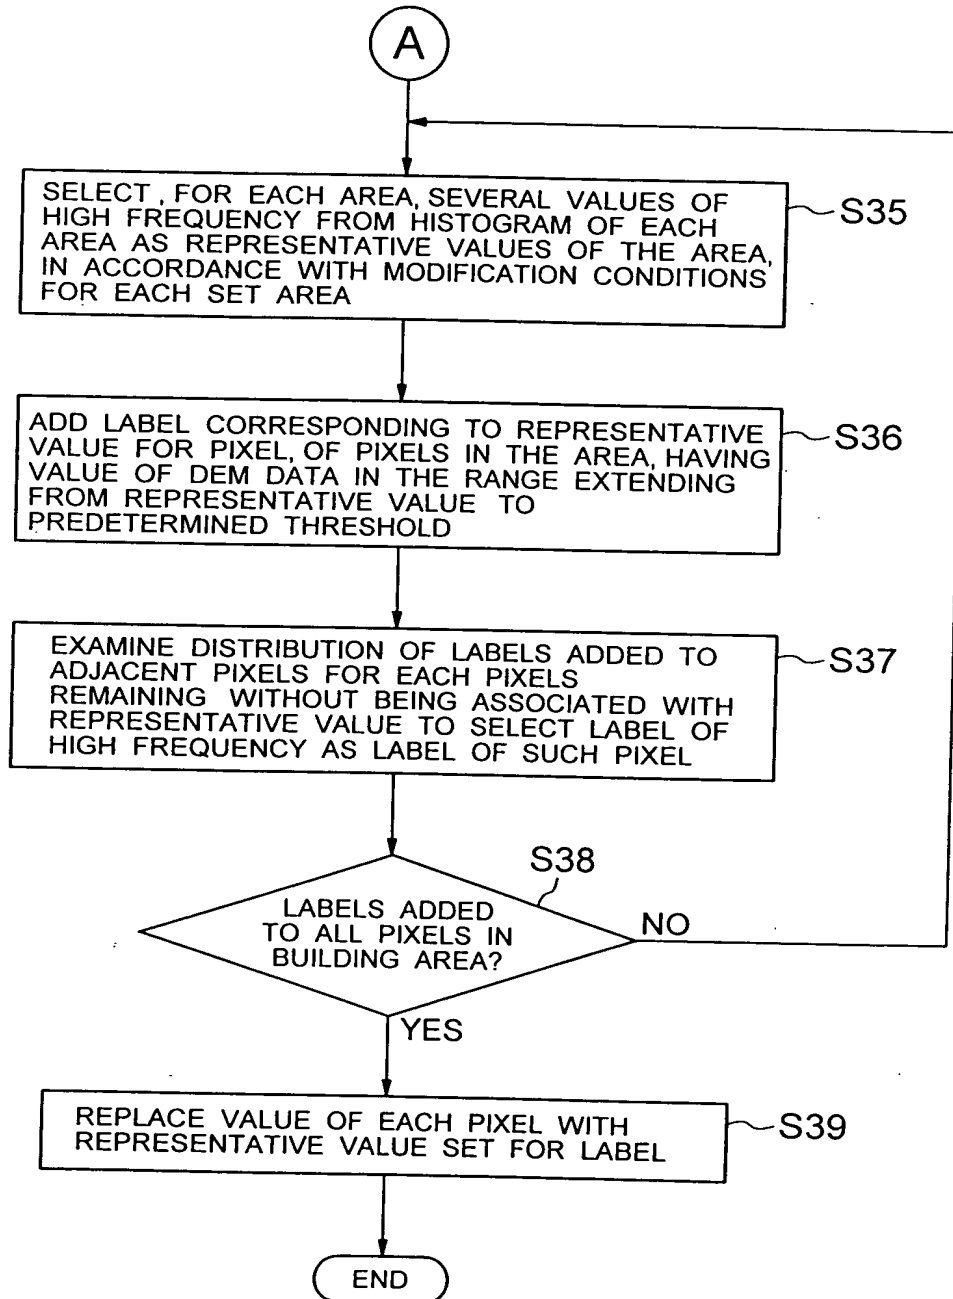 A
SELECT, FOR EACH AREA, SEVERAL VALUES OF
HIGH FREQUENCY FROM HISTOGRAM OF EACH
AREA AS REPRESENTATIVE VALUES OF THE AREA,
IN ACCORDANCE WITH MODIFICATION CONDITIONS
FOR EACH SET AREA
S35
ADD LABEL CORRESPONDING TO REPRESENTATIVE
VALUE FOR PIXEL, OF PIXELS IN THE AREA, HAVING
VALUE OF DEM DATA IN THE RANGE EXTENDING
FROM REPRESENTATIVE VALUE TO
PREDETERMINED THRESHOLD
S36
EXAMINE DISTRIBUTION OF LABELS ADDED TO
ADJACENT PIXELS FOR EACH PIXELS
REMAINING WITHOUT BEING ASSOCIATED WITH
REPRESENTATIVE VALUE TO SELECT LABEL OF
HIGH FREQUENCY AS LABEL OF SUCH PIXEL
S37
S38
LABELS ADDED
TO ALL PIXELS IN
BUILDING AREA?
NO
YES
REPLACE VALUE OF EACH PIXEL WITH
REPRESENTATIVE VALUE SET FOR LABEL
S39
END